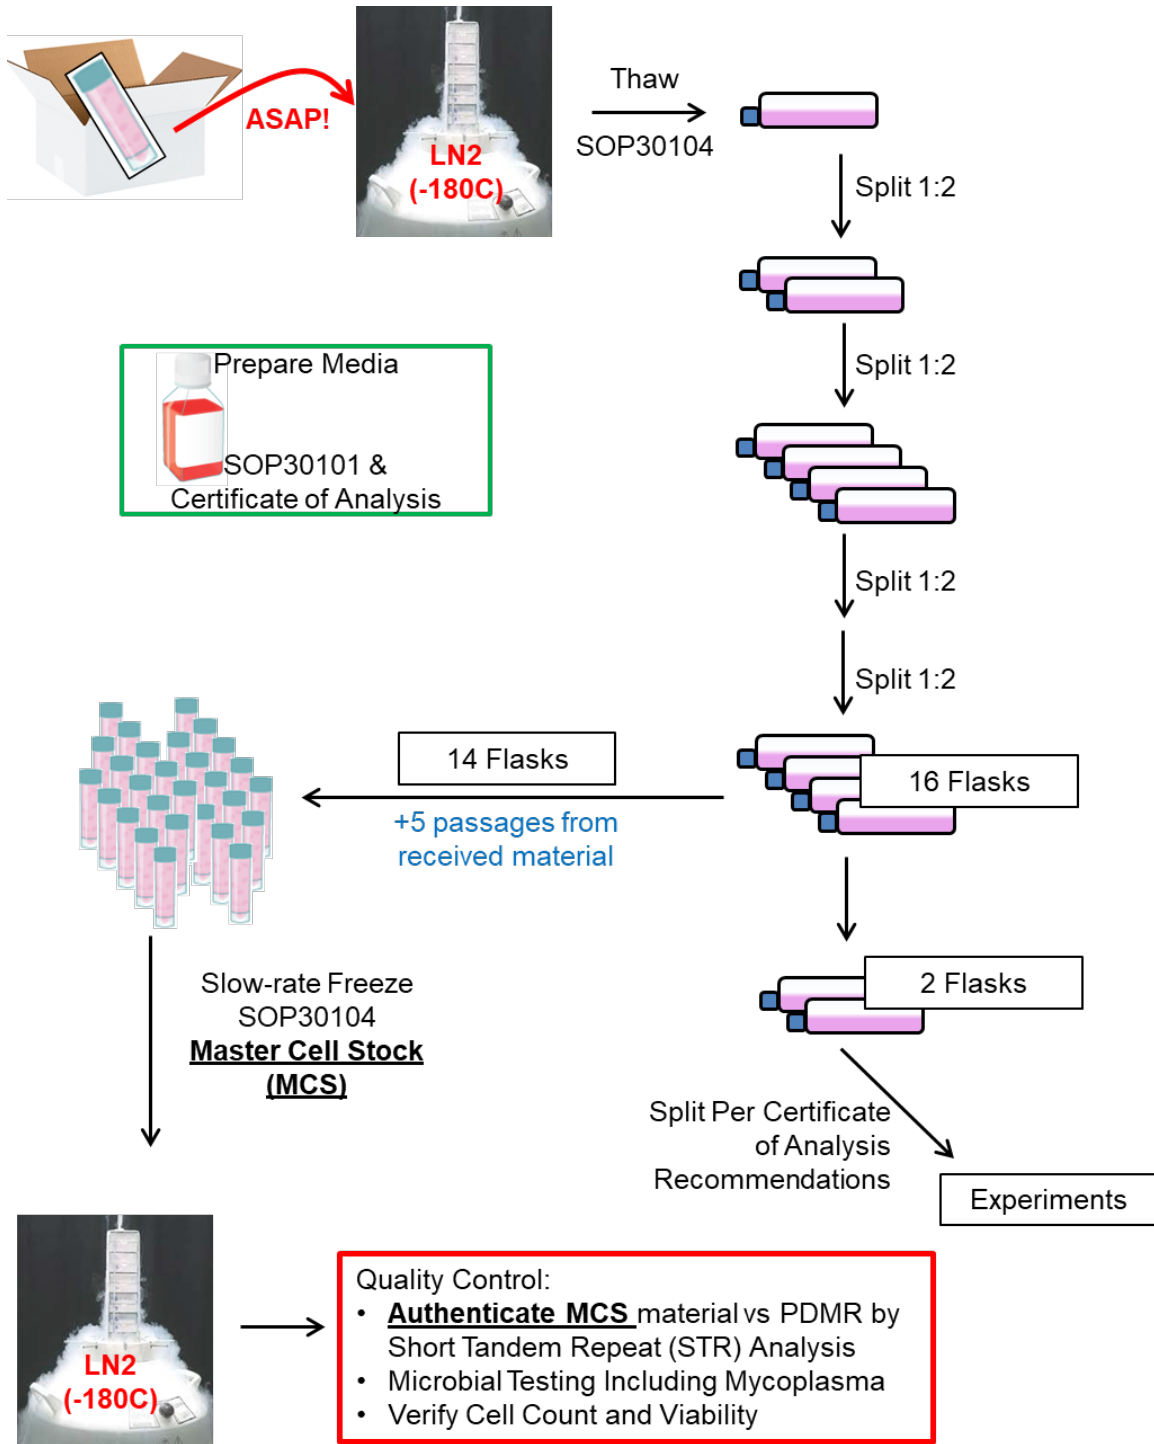 ASAP!
LN2
(-180C)
Thaw
SOP30104
Split 1:2
Split 1:2
Prepare Media
SOP30101 &
Certificate of Analysis
Split 1:2
Split 1:2
14 Flasks
16 Flasks
+5 passages from
received material
2 Flasks
Slow-rate Freeze
SOP30104
Master Cell Stock
(MCS)
Split Per Certificate
of Analysis
Recommendations
Experiments
LN2
(-180C)
Quality Control:
• Authenticate MCS material vs PDMR by
Short Tandem Repeat (STR) Analysis
• Microbial Testing Including Mycoplasma
• Verify Cell Count and Viability